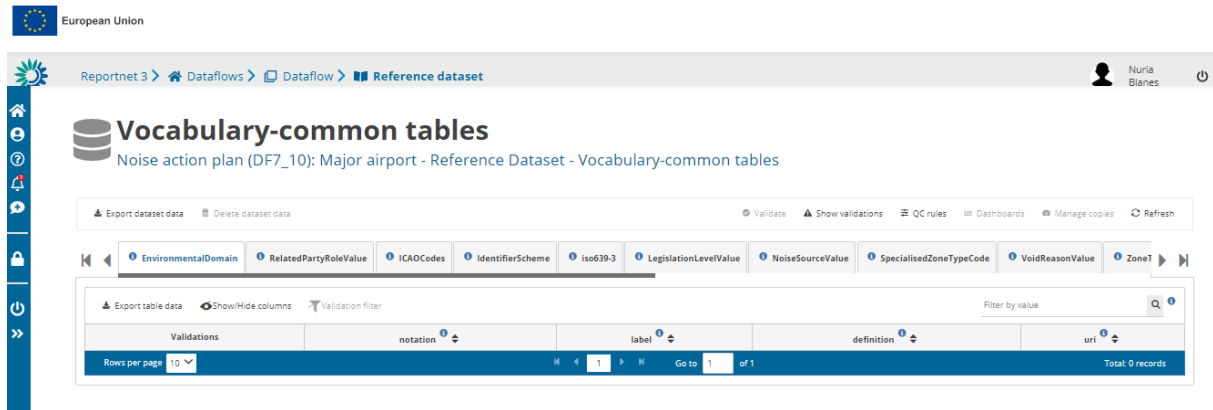 European Union
Reportnet 3 Dataflows Dataflow Reference dataset
Nuria
Blanes
Vocabulary-common tables
Noise action plan (DF7_10): Major airport - Reference Dataset - Vocabulary-common tables
Export dataset data Delete dataset data Validate Show validations QC rules Dashboards Manage copies Refresh
EnvironmentalDomain RelatedPartyRoleValue ICAOCodes IdentifierScheme iso639-3 LegislationLevelValue NoiseSourceValue SpecialisedZoneTypeCode VoidReasonValue ZoneT
Export table data Show/Hide columns Validation filter Filter by value
Validations notation label definition uri
Rows per page 10 1 Go to 1 of 1 Total: 0 records